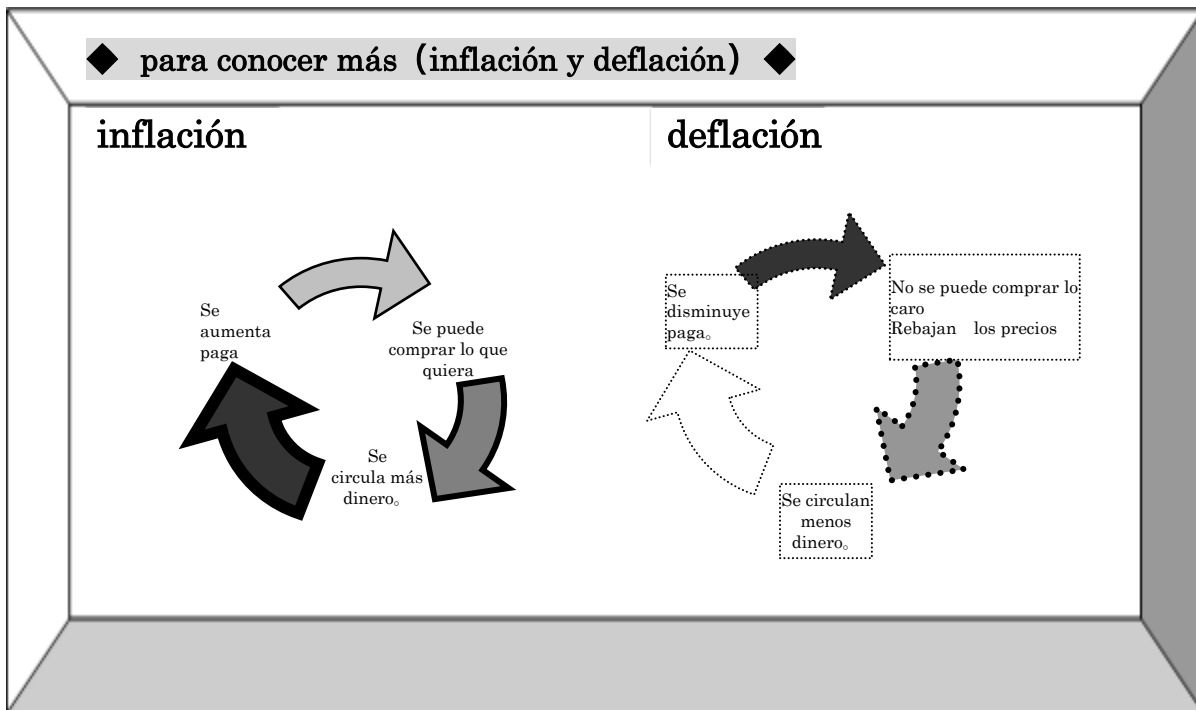 ◆ para conocer más（inflación y deflación）◆
inflación
Se
aumenta
paga
Se puede
comprar lo que
quiera
Se
circula más
dinero。
deflación
Se
disminuye
paga。
No se puede comprar lo
caro
Rebajan　los precios
Se circulan
menos
dinero。